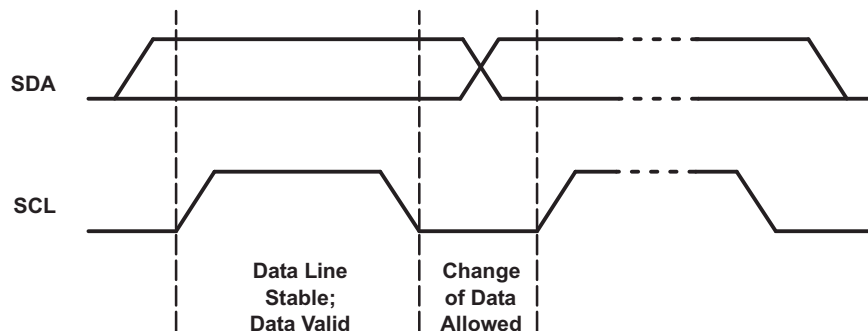 SDA
SCL
Data Line
Stable;
Data Valid
Change
of Data
Allowed